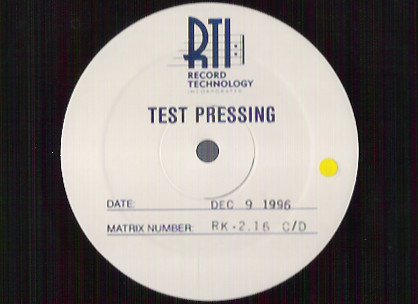 RTI
RECORD
TECHNOLOGY
INCORPORATED
TEST PRESSING
DATE: DEC 9 1996
MATRIX NUMBER: RK-2.16 C/D